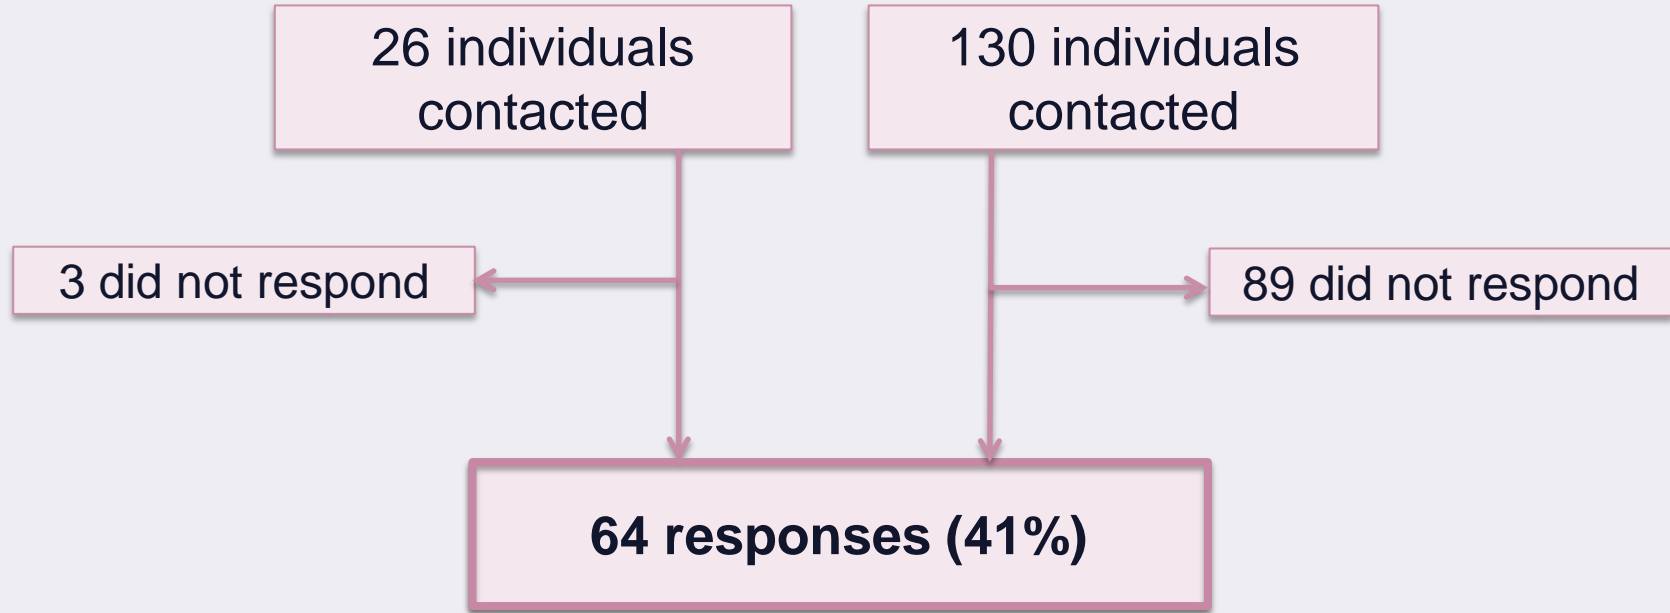 26 individuals
contacted
130 individuals
contacted
3 did not respond
89 did not respond
64 responses (41%)